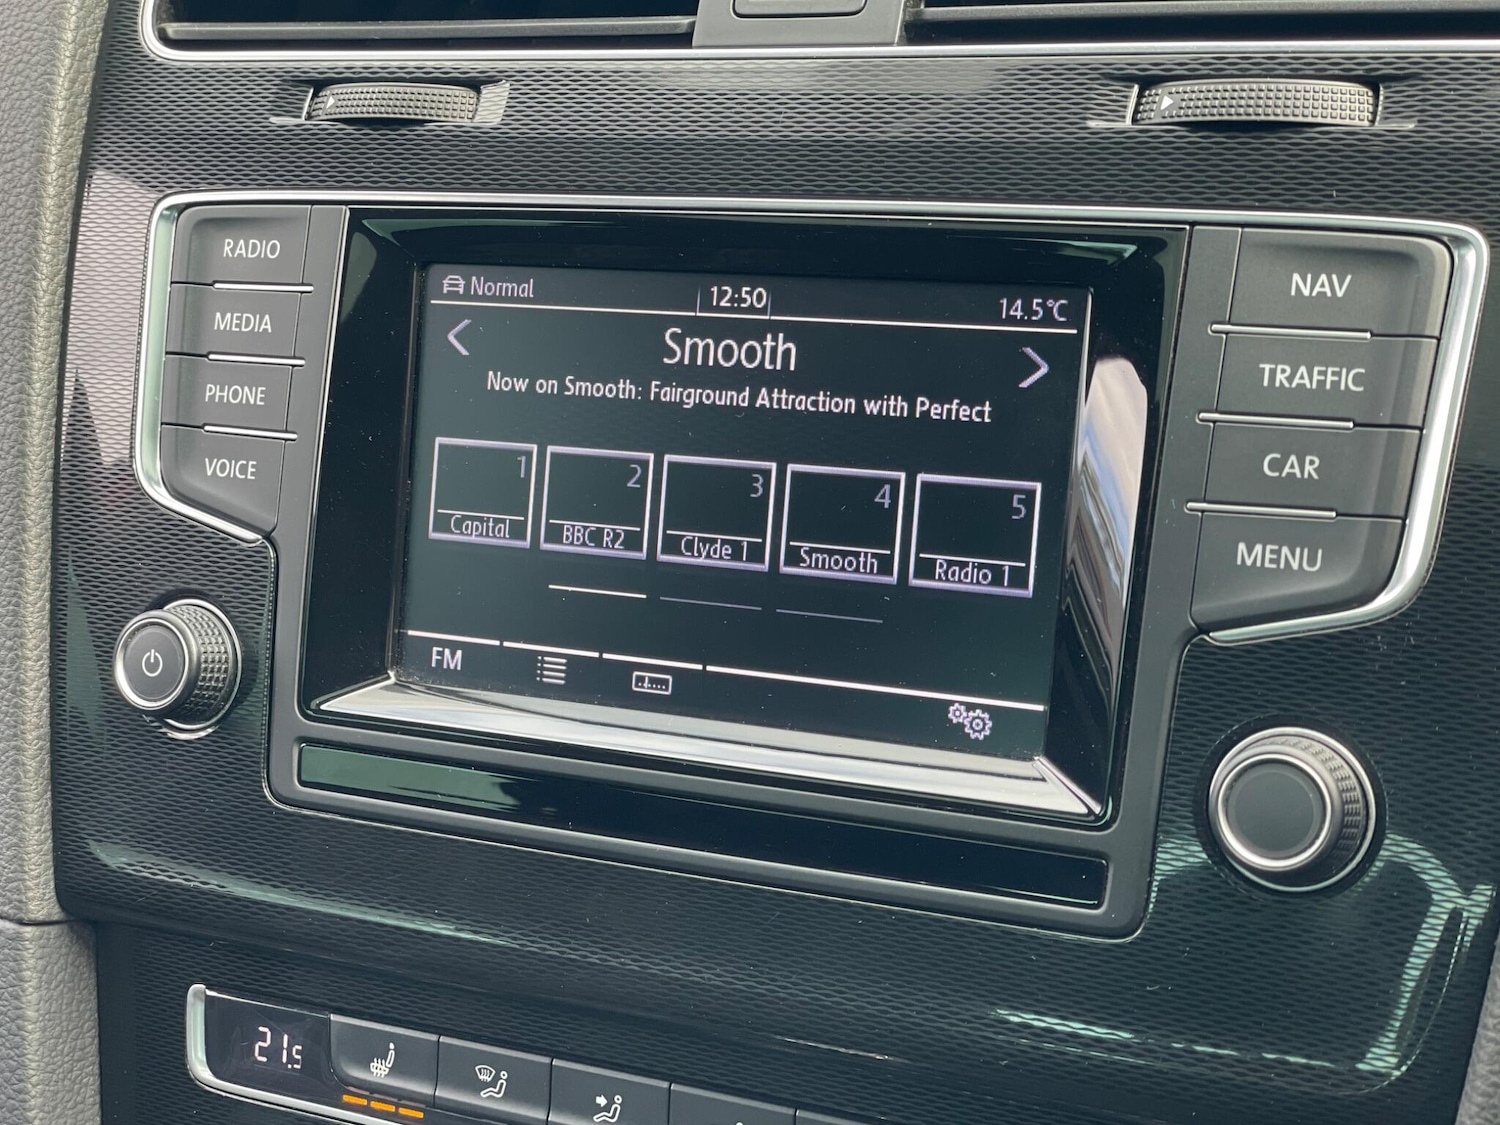 RADIO
MEDIA
PHONE
VOICE
Normal
12:50
14.5°C
Smooth
Now on Smooth: Fairground Attraction with Perfect
1
Capital
2
BBC R2
3
Clyde 1
4
Smooth
5
Radio 1
FM
NAV
TRAFFIC
CAR
MENU
21.5